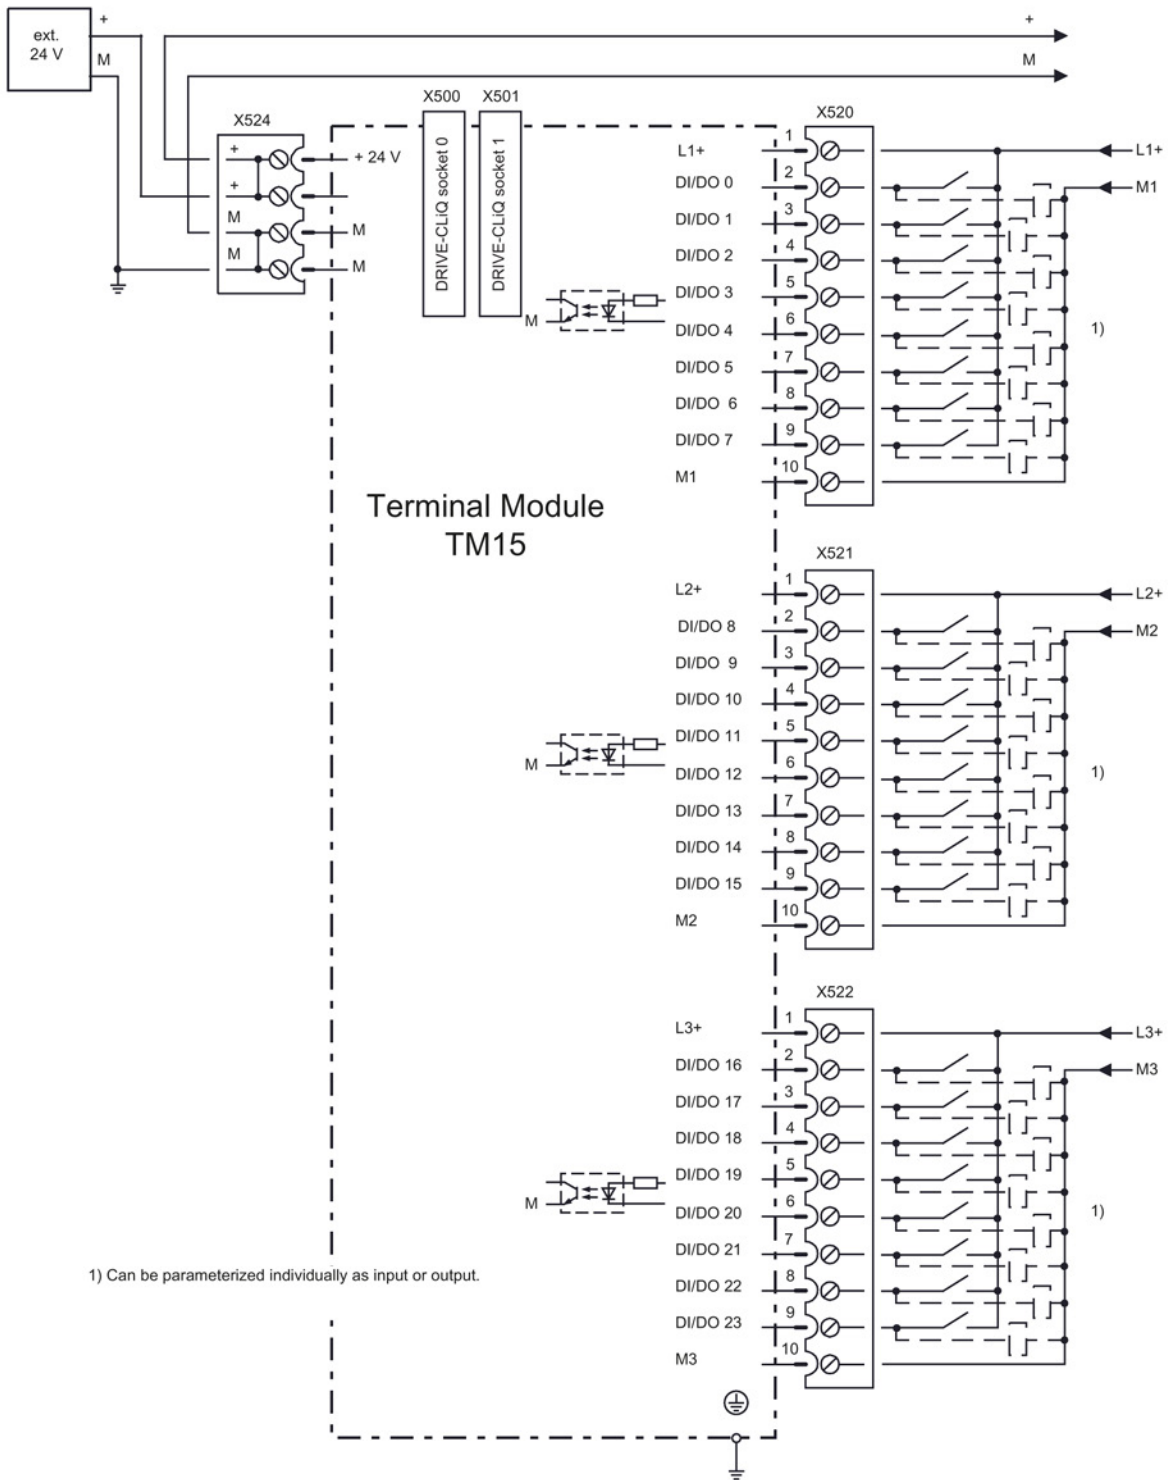 ext.
24 V
+
M
+
M
X524
+
+
M
M
+ 24 V
M
M
X500
DRIVE-CLiQ socket 0
X501
DRIVE-CLiQ socket 1
X520
L1+ 1
DI/DO 0 2
DI/DO 1 3
DI/DO 2 4
DI/DO 3 5
DI/DO 4 6
DI/DO 5 7
DI/DO 6 8
DI/DO 7 9
M1 10
L1+
M1
1)
M
Terminal Module
TM15
X521
L2+ 1
DI/DO 8 2
DI/DO 9 3
DI/DO 10 4
DI/DO 11 5
DI/DO 12 6
DI/DO 13 7
DI/DO 14 8
DI/DO 15 9
M2 10
L2+
M2
1)
M
X522
L3+ 1
DI/DO 16 2
DI/DO 17 3
DI/DO 18 4
DI/DO 19 5
DI/DO 20 6
DI/DO 21 7
DI/DO 22 8
DI/DO 23 9
M3 10
L3+
M3
1)
M
1) Can be parameterized individually as input or output.